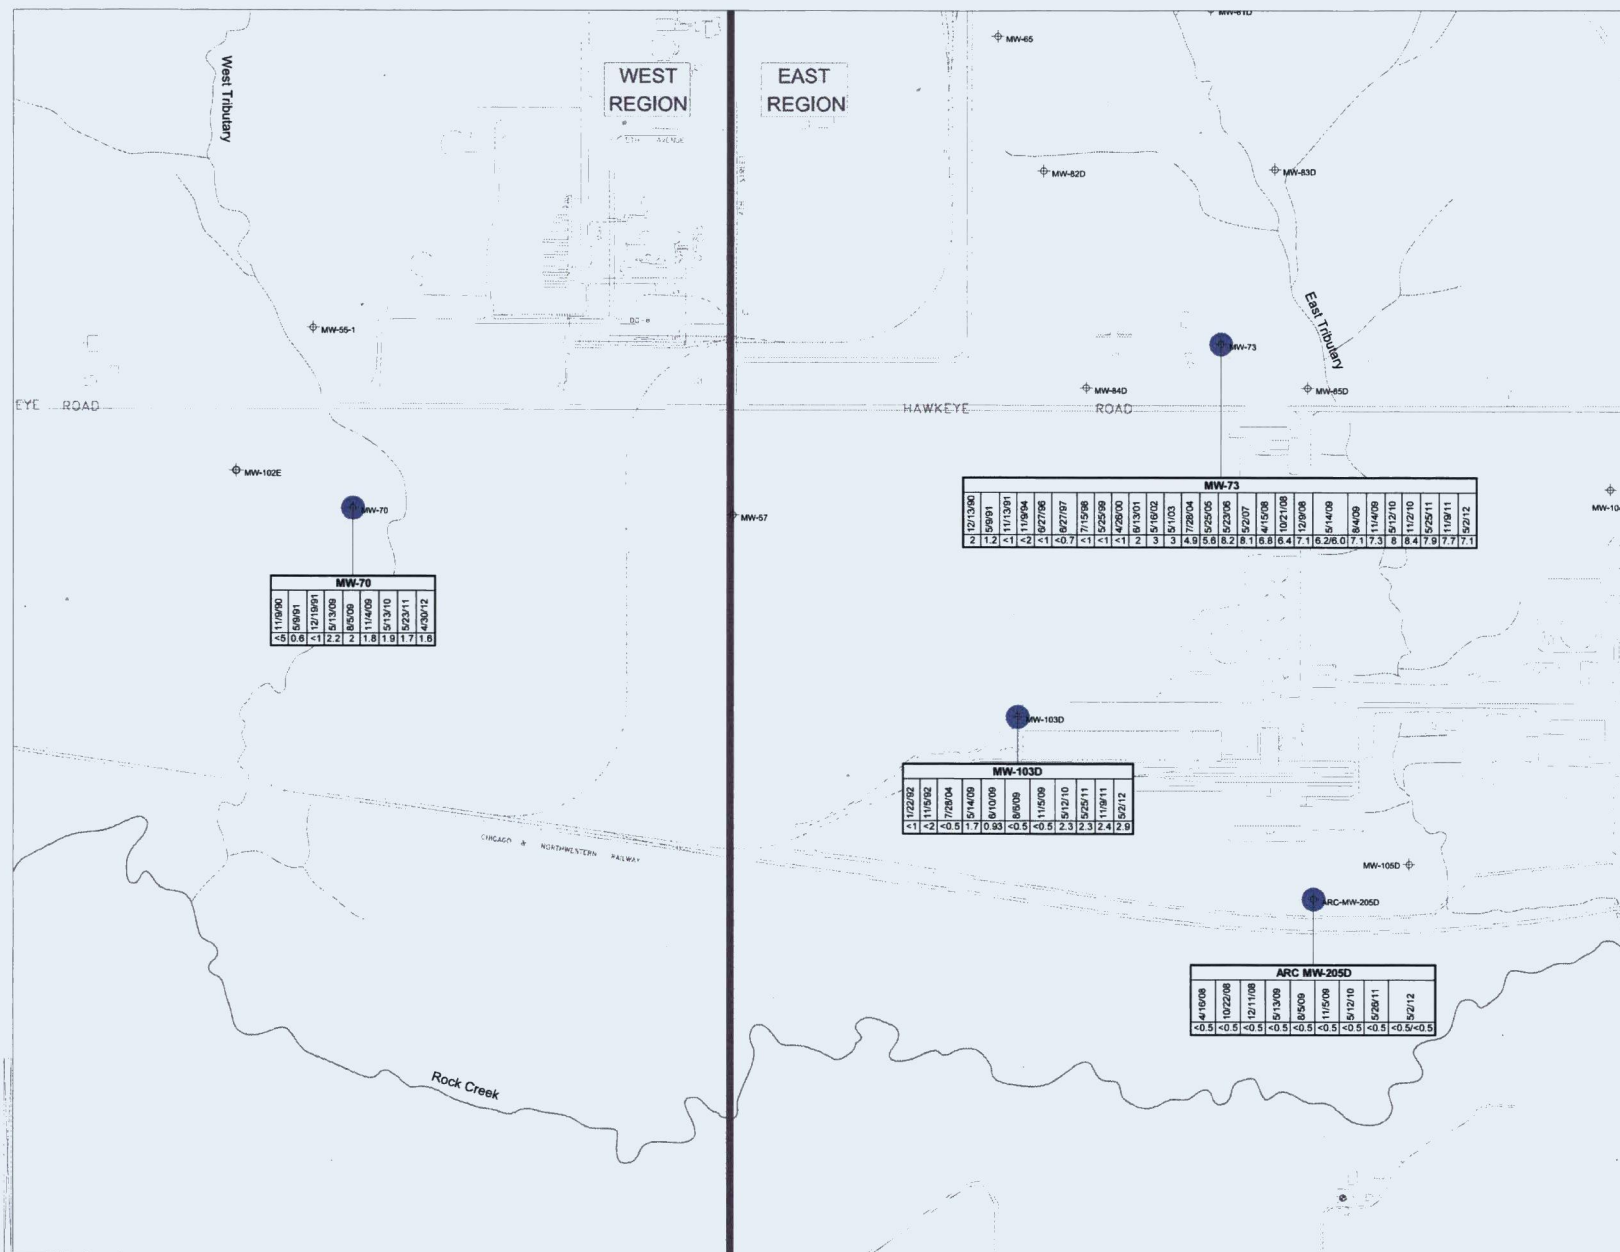 MW-61D
MW-65
West Tributary
WEST
REGION
EAST
REGION
5TH AVENUE
STREET
MW-82D
MW-83D
East Tributary
MW-55-1
MW-73
MW-84D
MW-85D
EYE ROAD
HAWKEYE ROAD
MW-102E
MW-70
MW-57
MW-10
MW-73
12/13/90 5/9/91 11/13/91 11/9/94 6/27/96 6/27/97 7/15/98 5/25/99 4/26/00 6/13/01 5/16/02 5/1/03 7/28/04 5/25/05 5/23/06 5/2/07 4/15/08 10/21/08 12/9/08 5/14/09 8/4/09 11/4/09 5/12/10 11/2/10 5/25/11 11/9/11 5/2/12
2 1.2 <1 <2 <1 <0.7 <1 <1 <1 2 3 3 4.9 5.6 8.2 8.1 6.8 6.4 7.1 6.2/6.0 7.1 7.3 8 8.4 7.9 7.7 7.1
MW-70
11/9/90 5/9/91 12/19/91 5/13/09 8/5/09 11/4/09 5/13/10 5/23/11 4/30/12
<5 0.6 <1 2.2 2 1.8 1.9 1.7 1.6
MW-103D
MW-103D
1/22/92 11/5/92 7/28/04 5/14/09 6/10/09 8/6/09 11/5/09 5/12/10 5/25/11 11/9/11 5/2/12
<1 <2 <0.5 1.7 0.93 <0.5 <0.5 2.3 2.3 2.4 2.9
CHICAGO & NORTHWESTERN RAILWAY
MW-105D
ARC-MW-205D
ARC MW-205D
4/16/08 10/22/08 12/11/08 5/13/09 8/5/09 11/5/09 5/12/10 5/26/11 5/2/12
<0.5 <0.5 <0.5 <0.5 <0.5 <0.5 <0.5 <0.5 <0.5/<0.5
Rock Creek